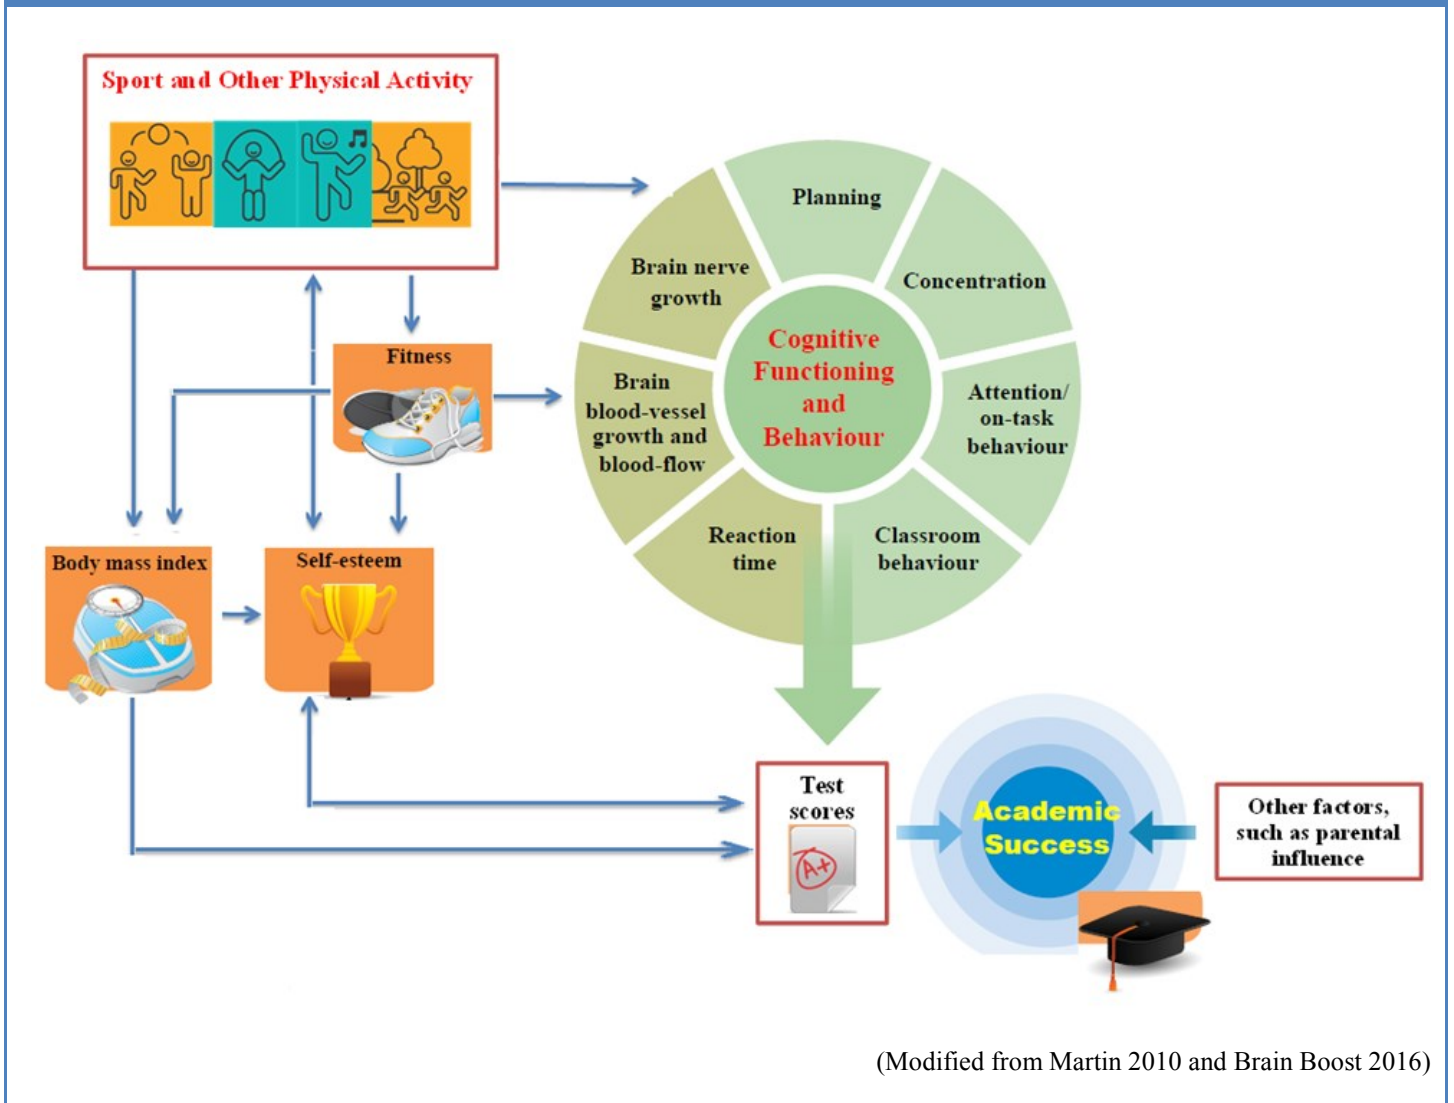 Sport and Other Physical Activity
Planning
Brain nerve
growth
Concentration
Cognitive
Functioning
and
Behaviour
Fitness
Brain
blood-vessel
growth and
blood-flow
Attention/
on-task
behaviour
Reaction
time
Classroom
behaviour
Body mass index
Self-esteem
Test
scores
A+
Academic
Success
Other factors,
such as parental
influence
(Modified from Martin 2010 and Brain Boost 2016)